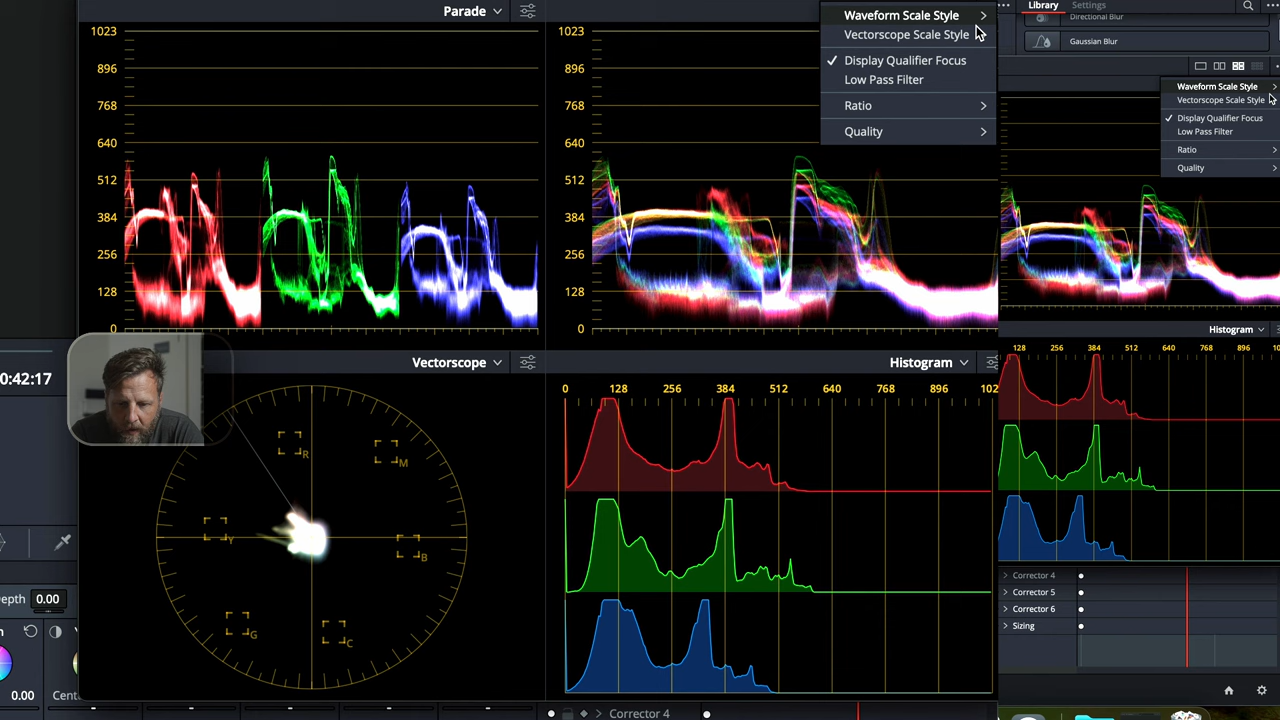 Parade
1023
896
768
640
512
384
256
128
0
1023
896
768
640
512
384
256
128
0
Waveform Scale Style
Vectorscope Scale Style
Display Qualifier Focus
Low Pass Filter
Ratio
Quality
Library
Settings
Directional Blur
Gaussian Blur
Waveform Scale Style
Vectorscope Scale Style
Display Qualifier Focus
Low Pass Filter
Ratio
Quality
0:42:17
Vectorscope
R
M
Y
B
G
C
Histogram
0 128 256 384 512 640 768 896 102
Histogram
128 256 384 512 640 768 896 10
Corrector 4
Corrector 5
Corrector 6
Sizing
epth 0.00
0.00
Cent
Corrector 4